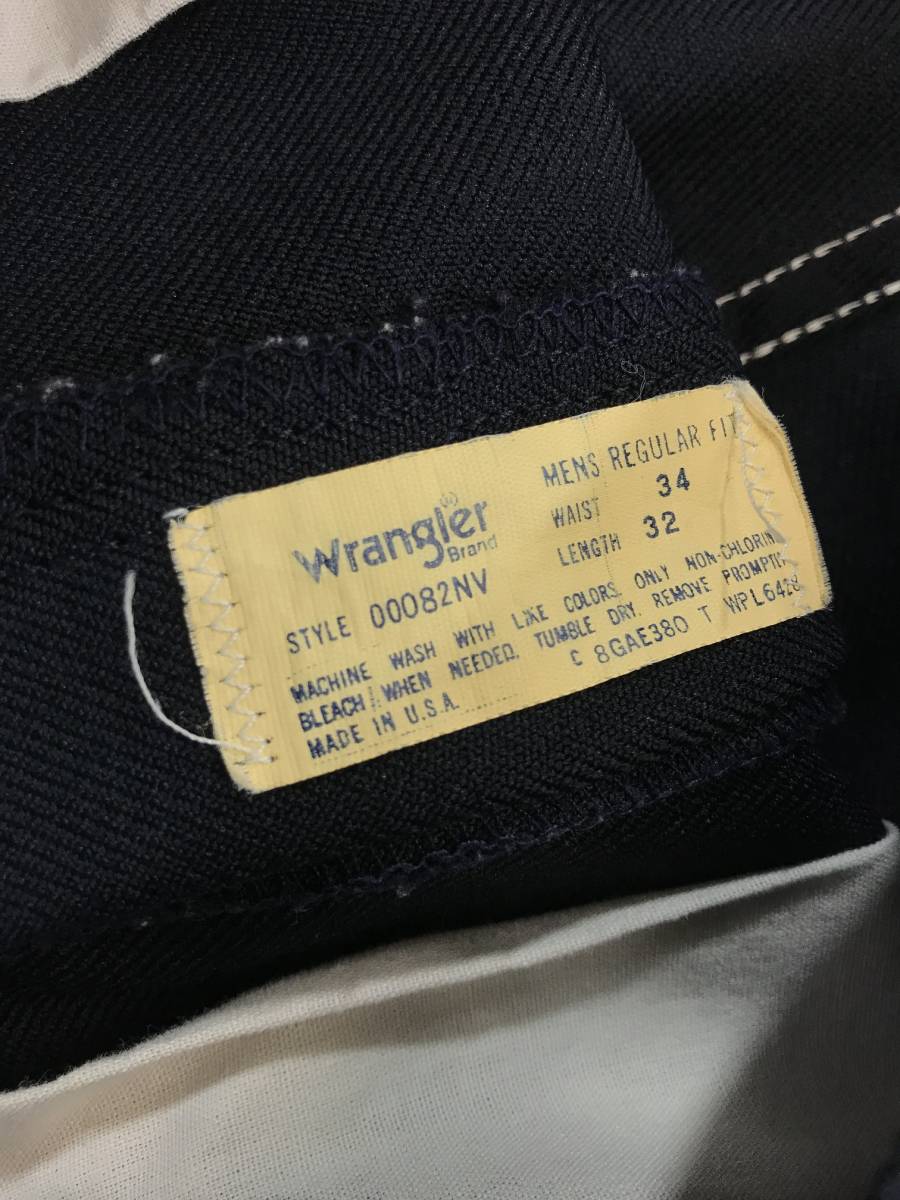 Wrangler®
Brand
STYLE 00082NV
MENS REGULAR FIT
WAIST 34
LENGTH 32
MACHINE WASH WITH LIKE COLORS. ONLY NON-CHLORINE
BLEACH WHEN NEEDED. TUMBLE DRY. REMOVE PROMPTLY
MADE IN U.S.A. C 8GAE380 T WPL6428